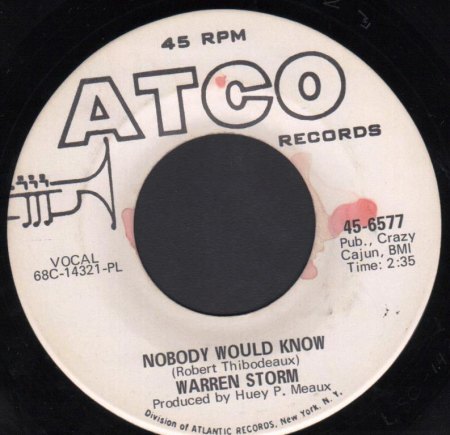 45 RPM
ATCO
RECORDS
VOCAL
68C-14321-PL
45-6577
Pub., Crazy
Cajun, BMI
Time: 2:35
NOBODY WOULD KNOW
(Robert Thibodeaux)
WARREN STORM
Produced by Huey P. Meaux
Division of ATLANTIC RECORDS, New York, N. Y.